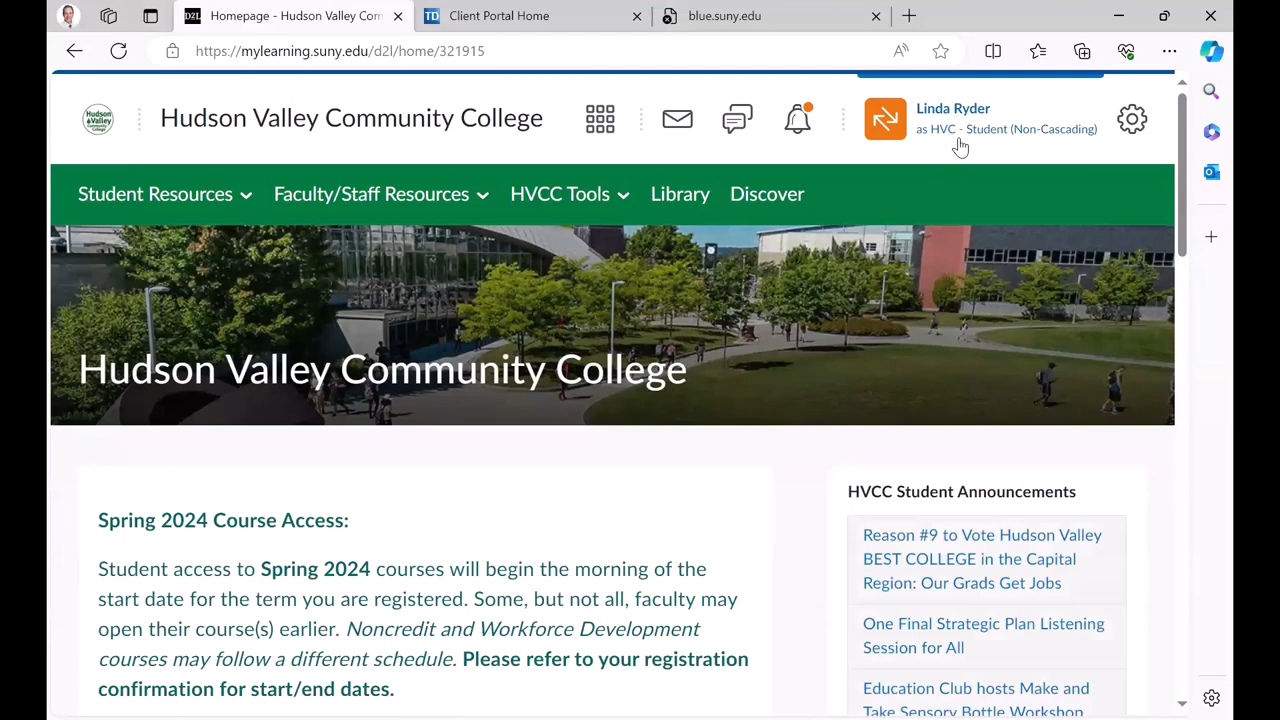 Homepage - Hudson Valley Com
Client Portal Home
blue.suny.edu
https://mylearning.suny.edu/d2l/home/321915
Hudson Valley Community College
Linda Ryder
as HVC - Student (Non-Cascading)
Student Resources
Faculty/Staff Resources
HVCC Tools
Library
Discover
Hudson Valley Community College
Spring 2024 Course Access:
Student access to Spring 2024 courses will begin the morning of the
start date for the term you are registered. Some, but not all, faculty may
open their course(s) earlier. Noncredit and Workforce Development
courses may follow a different schedule. Please refer to your registration
confirmation for start/end dates.
HVCC Student Announcements
Reason #9 to Vote Hudson Valley
BEST COLLEGE in the Capital
Region: Our Grads Get Jobs
One Final Strategic Plan Listening
Session for All
Education Club hosts Make and
Take Sensory Bottle Workshop